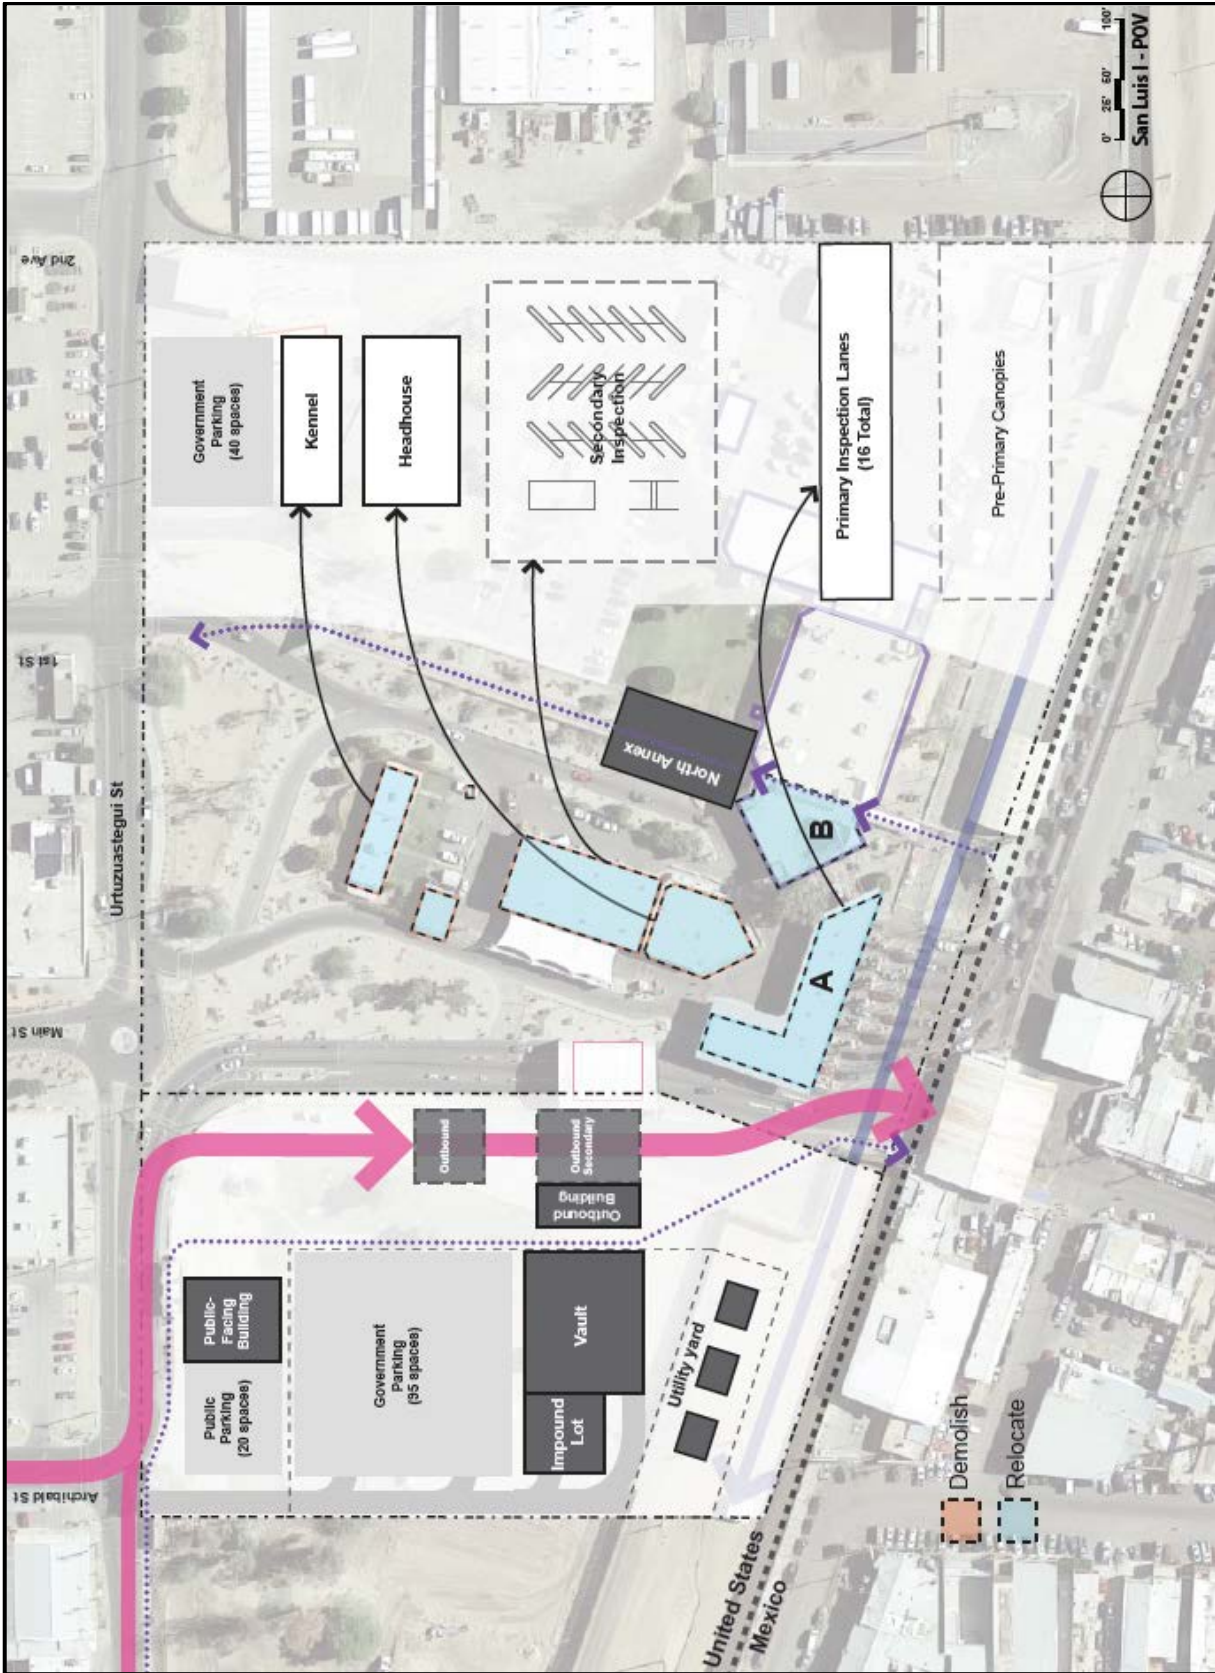 Archibald St
Main St
1st St
2nd Ave
Urtuzuastegui St
Public
Parking
(20 spaces)
Public-
Facing
Building
Government
Parking
(95 spaces)
Impound
Lot
Vault
Utility yard
Outbound
Outbound
Secondary
Outbound
Building
Government
Parking
(40 spaces)
Kennel
Headhouse
Secondary
Inspection
North Annex
A
B
Primary Inspection Lanes
(16 Total)
Pre-Primary Canopies
United States
Mexico
Demolish
Relocate
0' 26' 60' 100'
San Luis I - POV